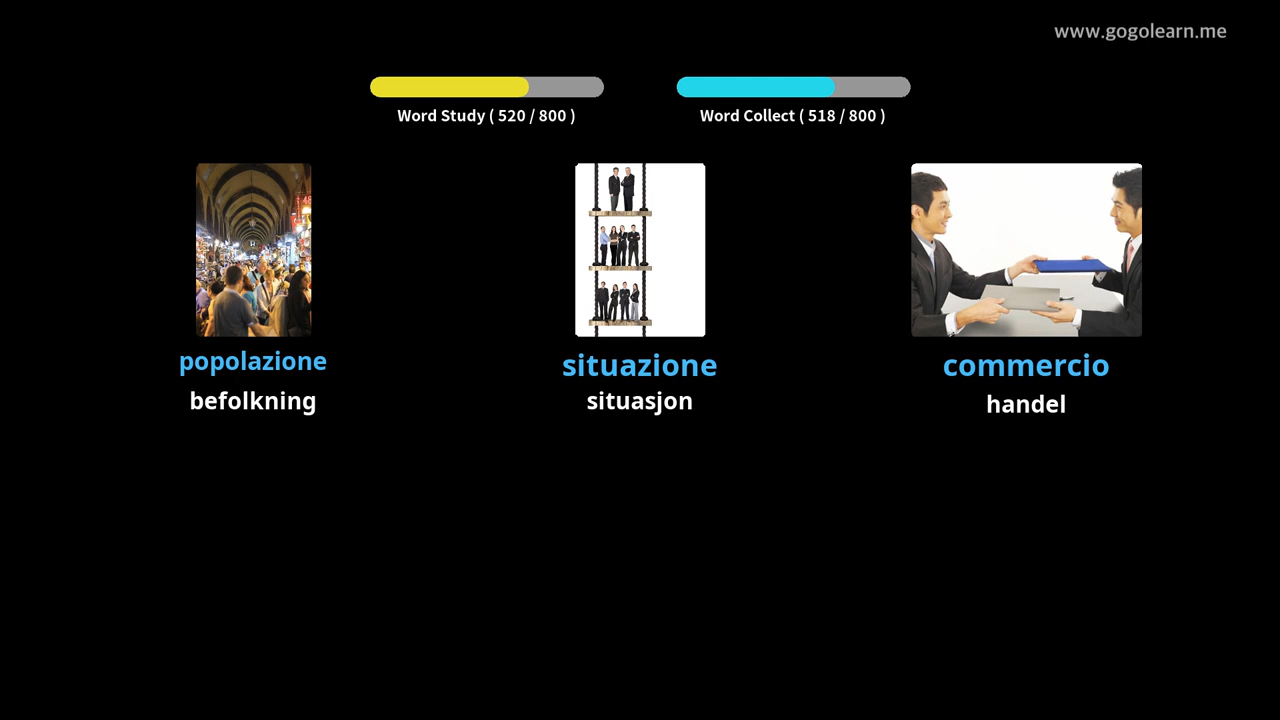 www.gogolearn.me
Word Study ( 520 / 800 )
Word Collect ( 518 / 800 )
popolazione
befolkning
situazione
situasjon
commercio
handel